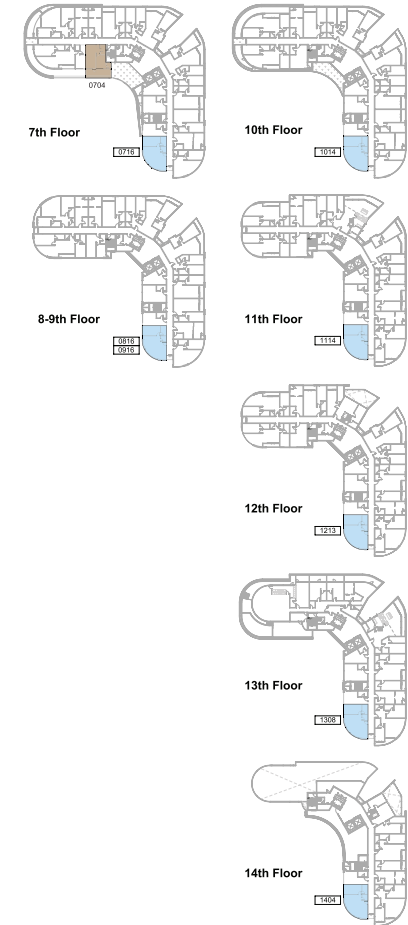 0704
7th Floor
0716
10th Floor
1014
8-9th Floor
0816
0916
11th Floor
1114
12th Floor
1213
13th Floor
1308
14th Floor
1404